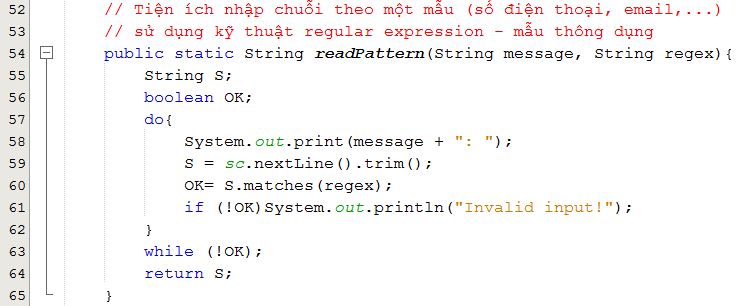 52 // Tiện ích nhập chuỗi theo một mẫu (số điện thoại, email,...)
53 // sử dụng kỹ thuật regular expression - mẫu thông dụng
54 public static String readPattern(String message, String regex){
55 String S;
56 boolean OK;
57 do{
58 System.out.print(message + ": ");
59 S = sc.nextLine().trim();
60 OK= S.matches(regex);
61 if (!OK)System.out.println("Invalid input!");
62 }
63 while (!OK);
64 return S;
65 }